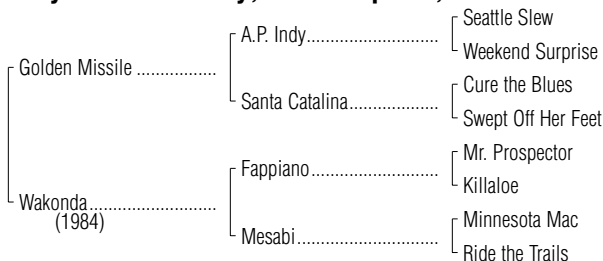 Seattle Slew
A.P. Indy
Weekend Surprise
Golden Missile
Cure the Blues
Santa Catalina
Swept Off Her Feet
Mr. Prospector
Fappiano
Killaloe
Wakonda
(1984)
Minnesota Mac
Mesabi
Ride the Trails